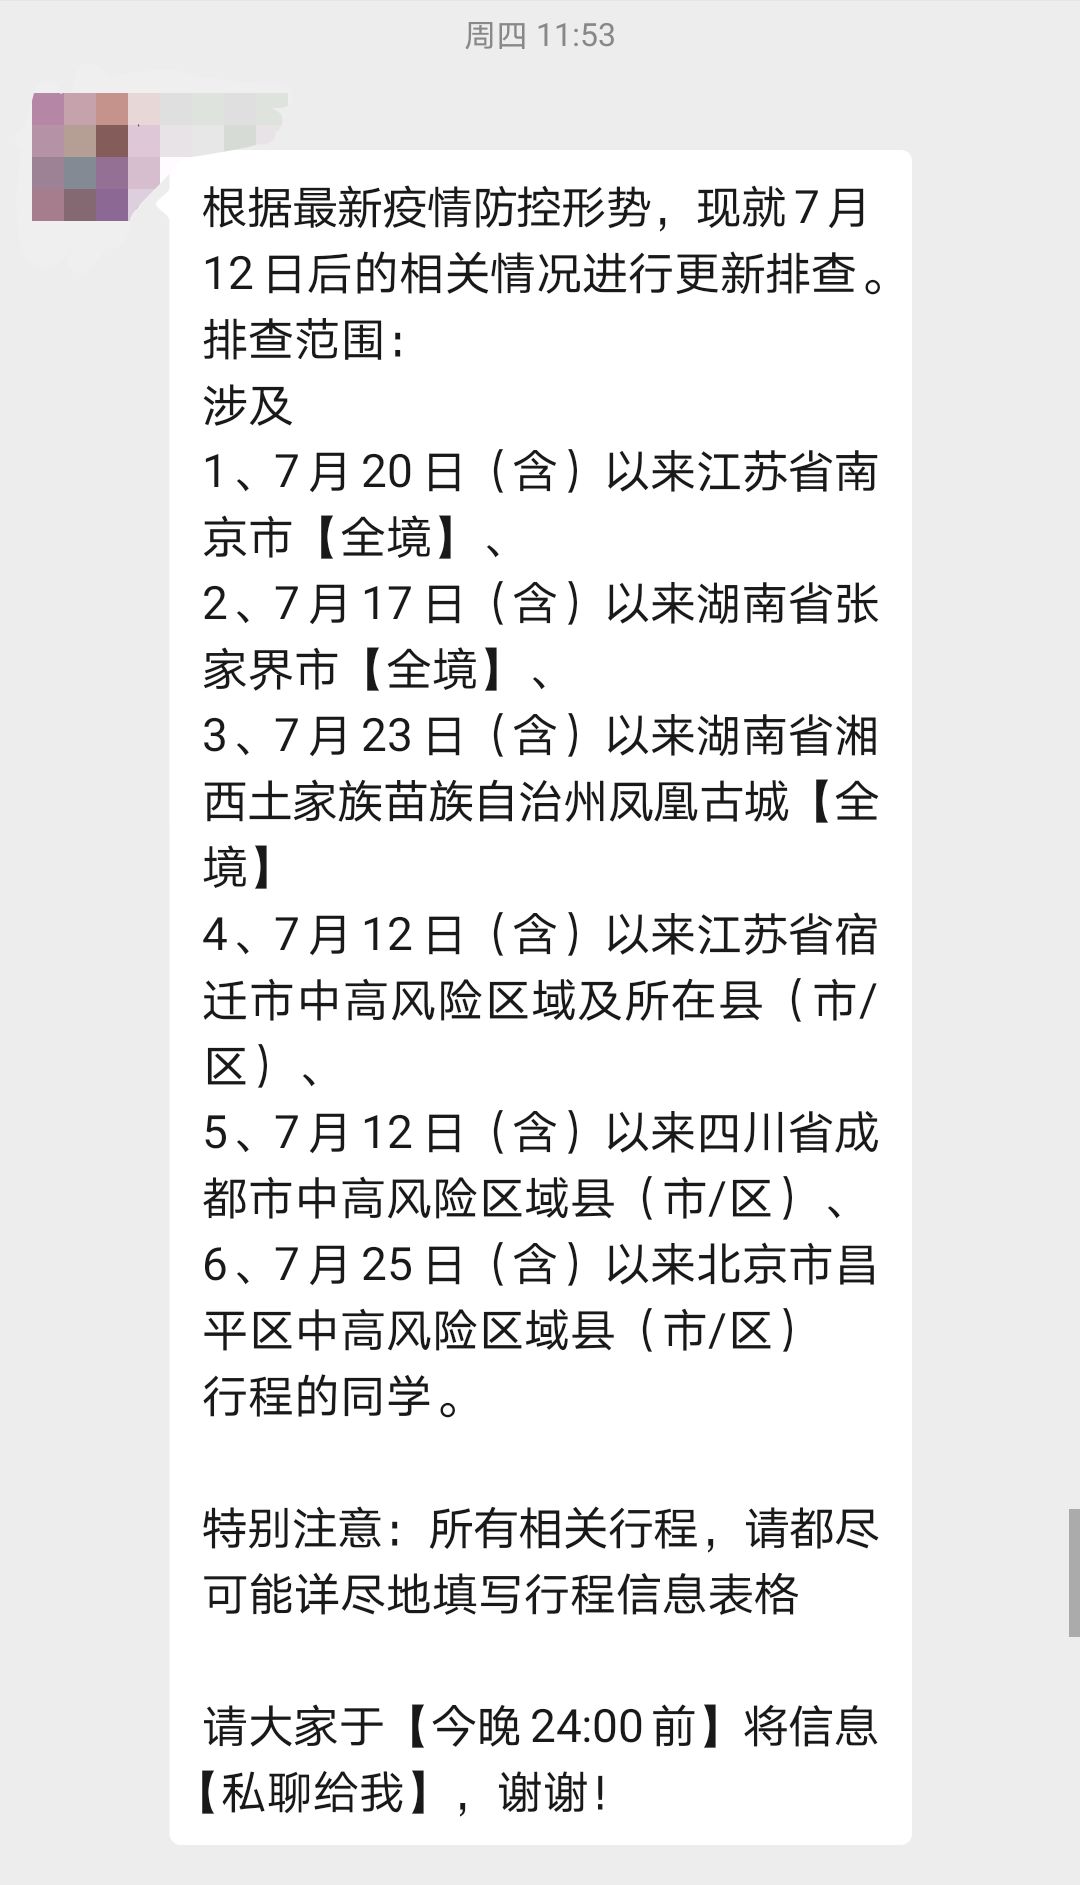 周四 11:53
根据最新疫情防控形势，现就7月
12日后的相关情况进行更新排查。
排查范围：
涉及
1、7月20日（含）以来江苏省南
京市【全境】、
2、7月17日（含）以来湖南省张
家界市【全境】、
3、7月23日（含）以来湖南省湘
西土家族苗族自治州凤凰古城【全
境】
4、7月12日（含）以来江苏省宿
迁市中高风险区域及所在县（市/
区）、
5、7月12日（含）以来四川省成
都市中高风险区域县（市/区）、
6、7月25日（含）以来北京市昌
平区中高风险区域县（市/区）
行程的同学。
特别注意：所有相关行程，请都尽
可能详尽地填写行程信息表格
请大家于【今晚24:00前】将信息
【私聊给我】，谢谢！